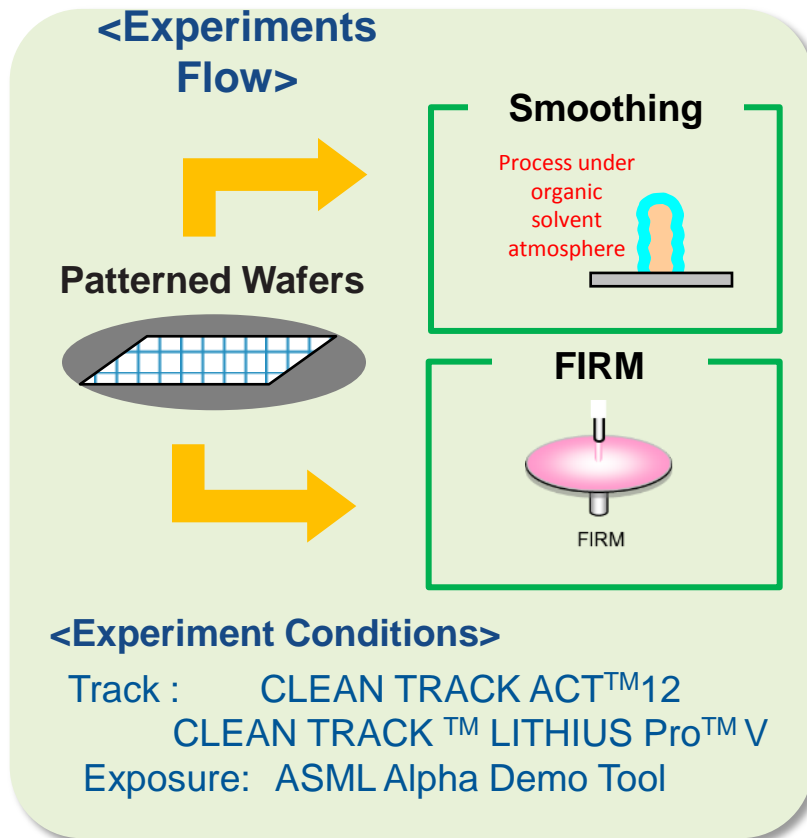 <Experiments
Flow>
Smoothing
Process under
organic
solvent
atmosphere
Patterned Wafers
FIRM
FIRM
<Experiment Conditions>
Track : CLEAN TRACK ACT™12
CLEAN TRACK ™ LITHIUS Pro™ V
Exposure: ASML Alpha Demo Tool